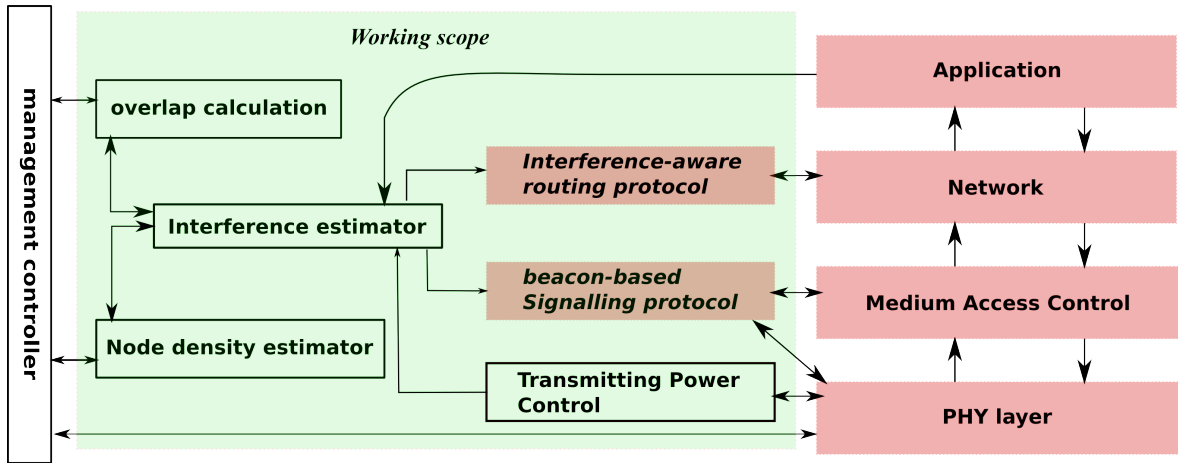 management controller
Working scope
overlap calculation
Interference estimator
Node density estimator
Interference-aware
routing protocol
beacon-based
Signalling protocol
Transmitting Power
Control
Application
Network
Medium Access Control
PHY layer